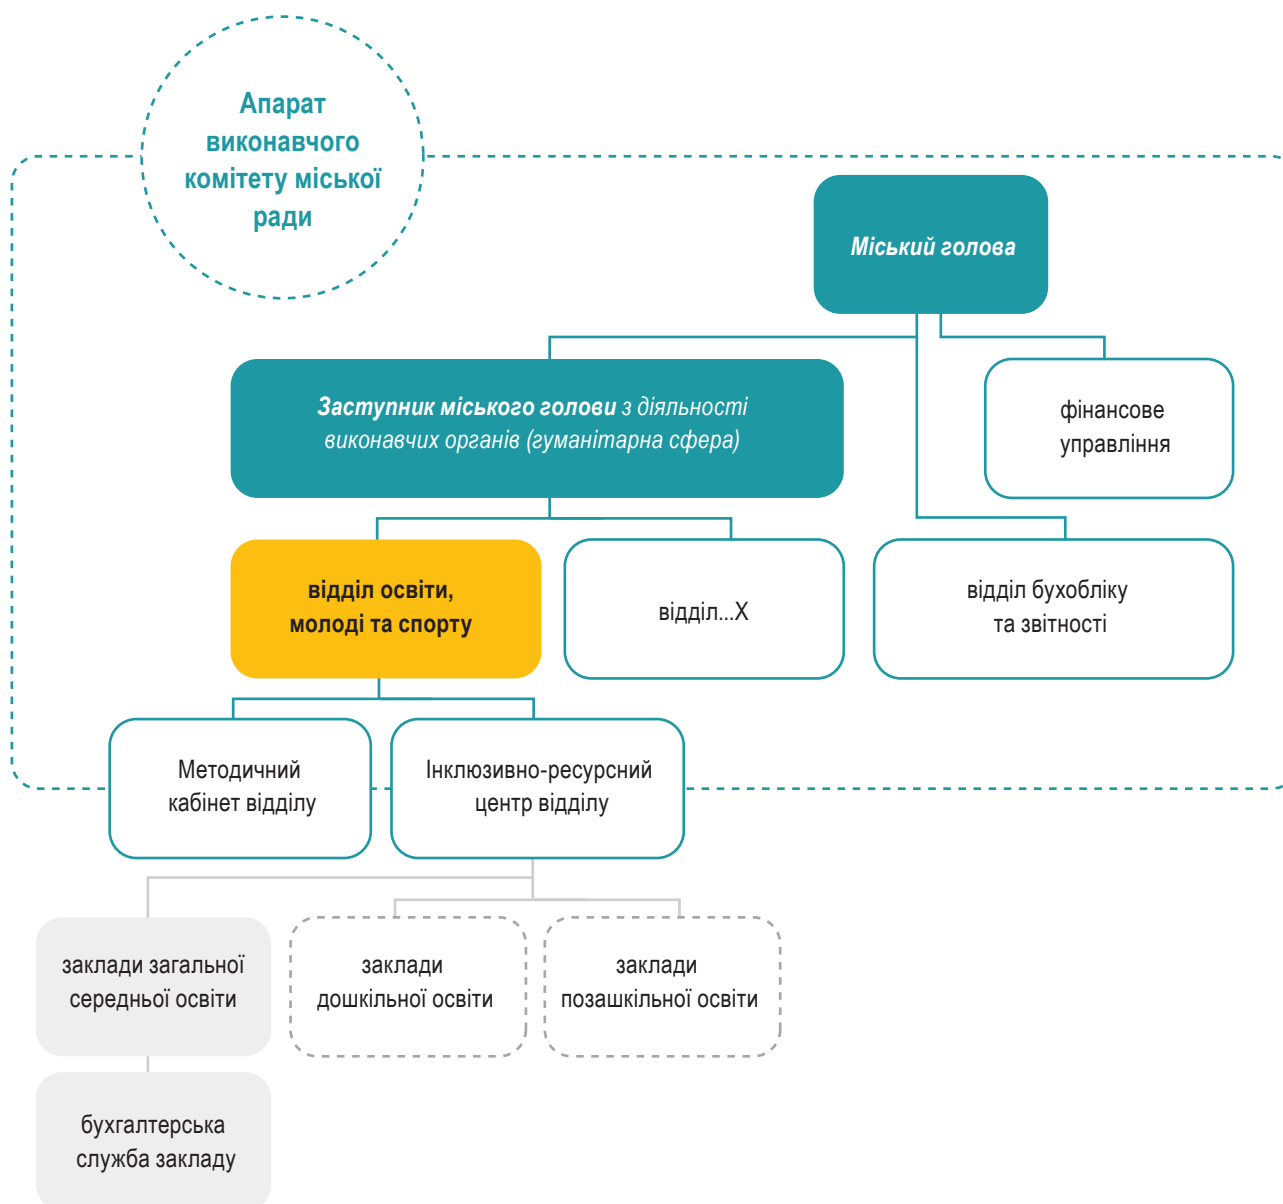 Апарат
виконавчого
комітету міської
ради
Міський голова
Заступник міського голови з діяльності
виконавчих органів (гуманітарна сфера)
фінансове
управління
відділ освіти,
молоді та спорту
відділ...Х
відділ бухобліку
та звітності
Методичний
кабінет відділу
Інклюзивно-ресурсний
центр відділу
заклади загальної
середньої освіти
заклади
дошкільної освіти
заклади
позашкільної освіти
бухгалтерська
служба закладу